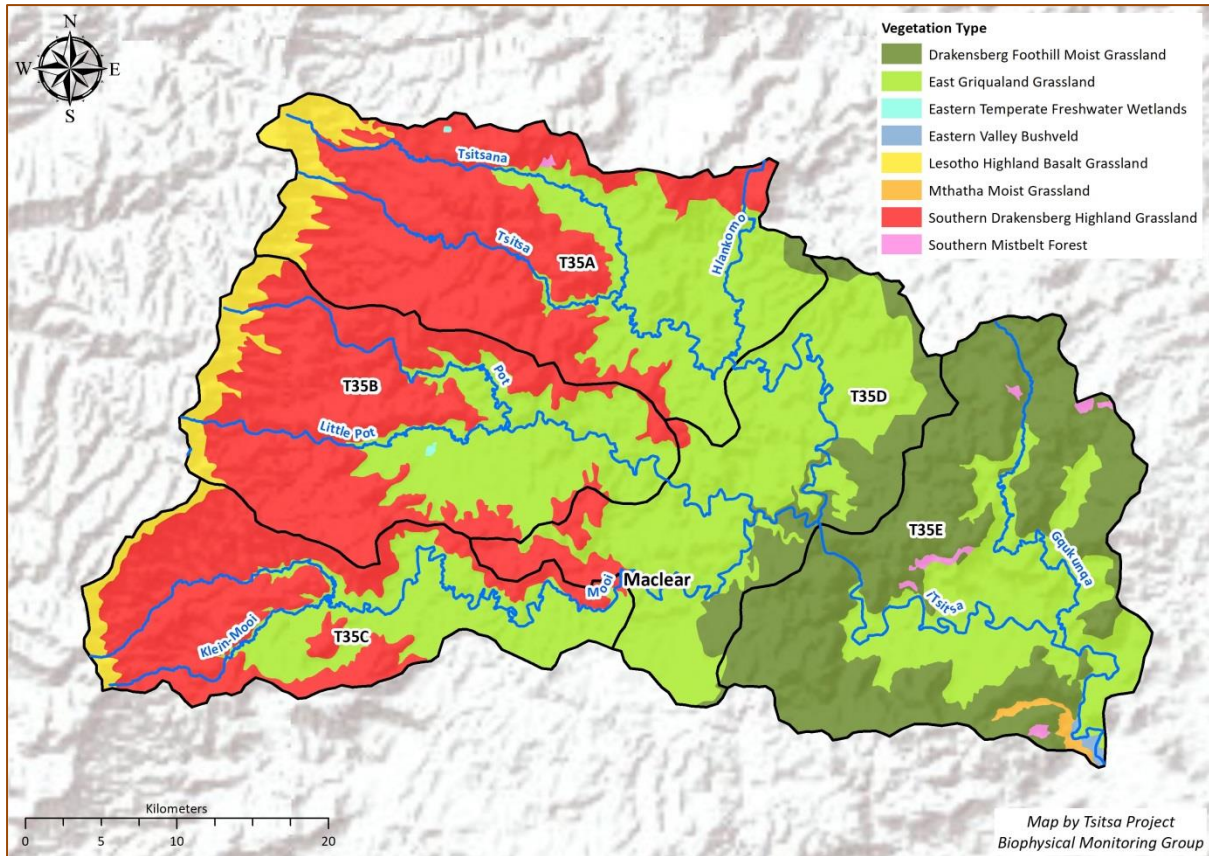 N
W
E
S
Vegetation Type
Drakensberg Foothill Moist Grassland
East Griqualand Grassland
Eastern Temperate Freshwater Wetlands
Eastern Valley Bushveld
Lesotho Highland Basalt Grassland
Mthatha Moist Grassland
Southern Drakensberg Highland Grassland
Southern Mistbelt Forest
Tsitsana
Hlankomo
Tsitsa
T35A
Pot
T35B
T35D
Little Pot
T35E
Gqukunqa
Mooi
Maclear
iTsitsa
Klein-Mooi
T35C
Kilometers
0 5 10 20
Map by Tsitsa Project
Biophysical Monitoring Group